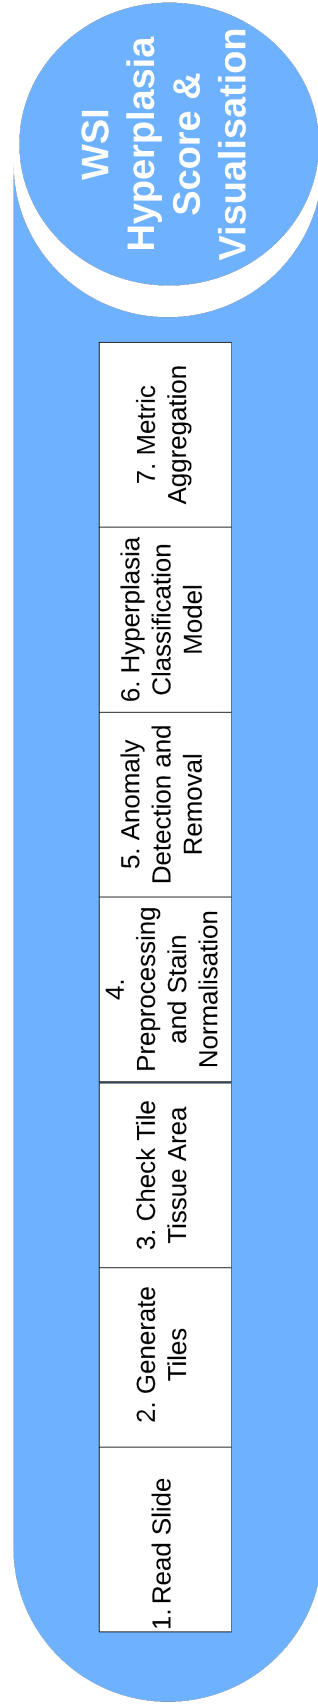 1. Read Slide
2. Generate
Tiles
3. Check Tile
Tissue Area
4.
Preprocessing
and Stain
Normalisation
5. Anomaly
Detection and
Removal
6. Hyperplasia
Classification
Model
7. Metric
Aggregation
WSI
Hyperplasia
Score &
Visualisation